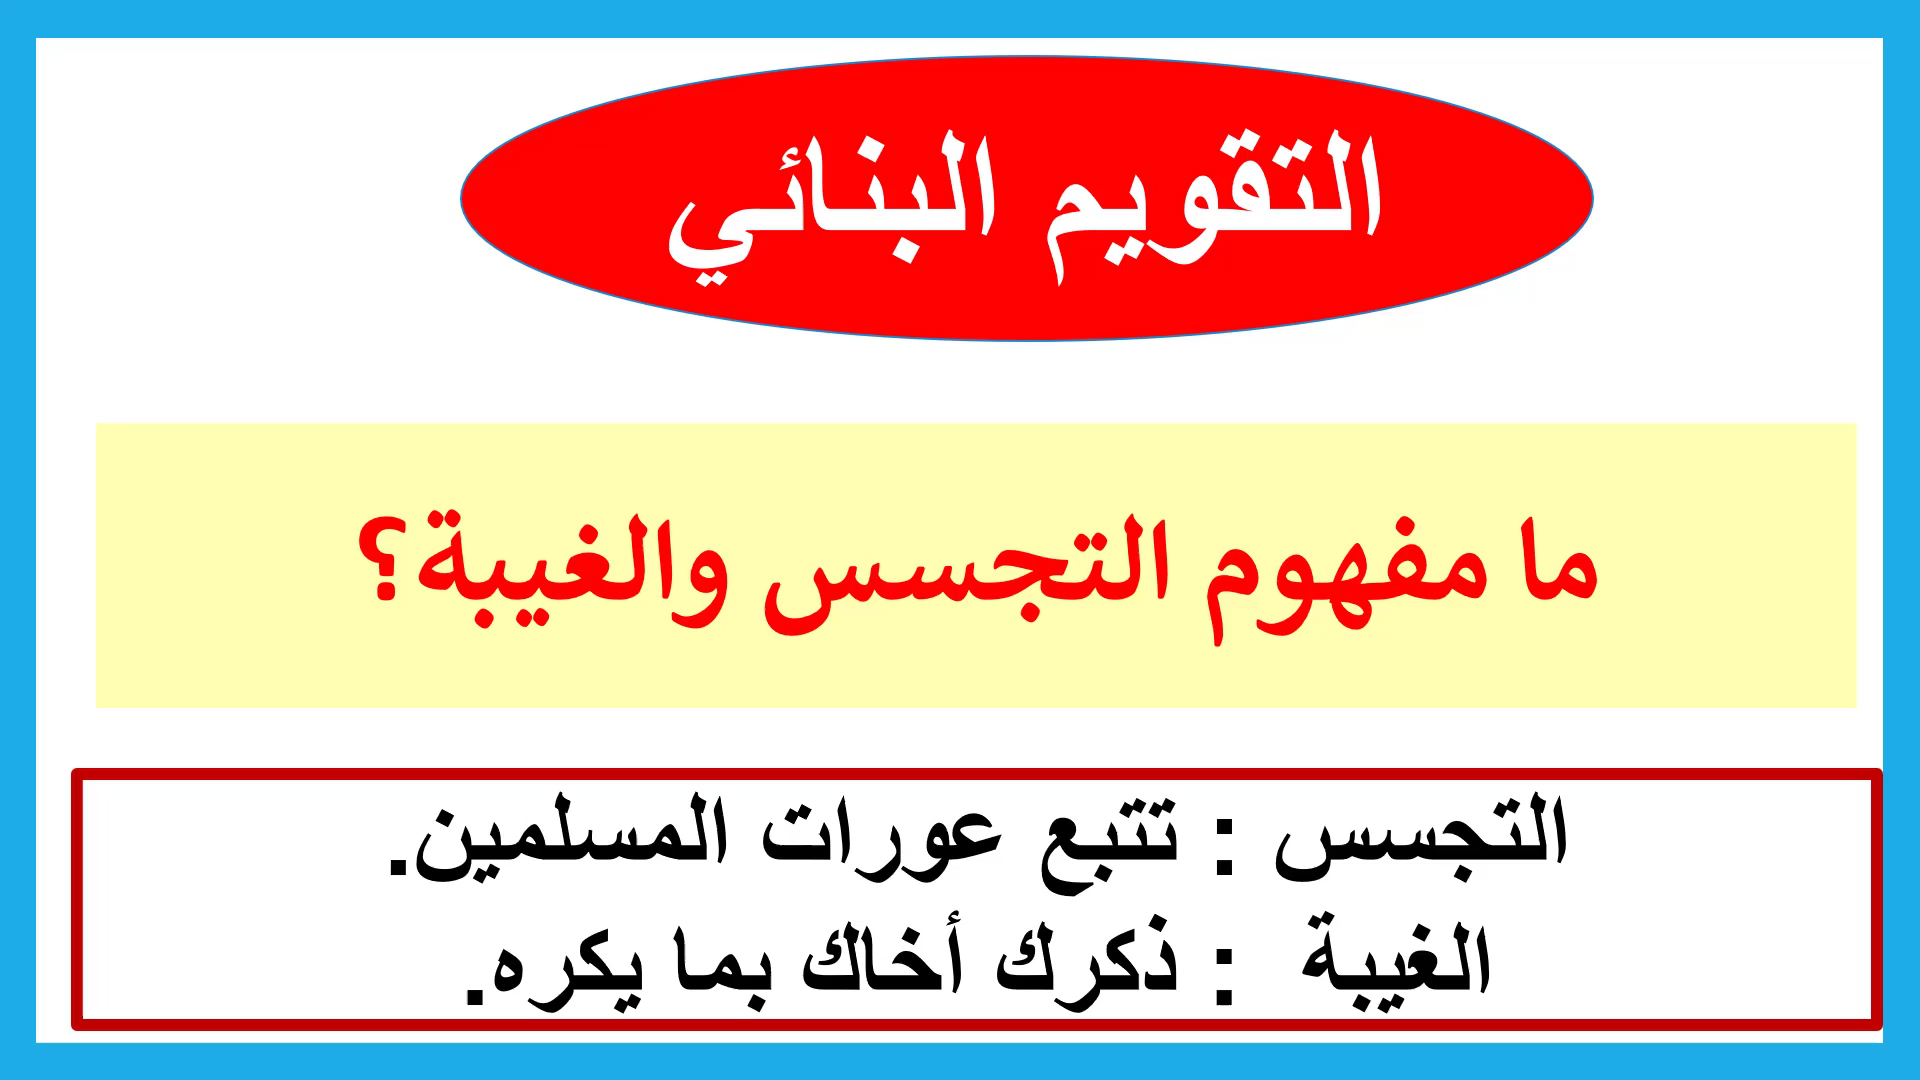 التقويم البنائي
ما مفهوم التجسس والغيبة؟
التجسس : تتبع عورات المسلمين.
الغيبة : ذكرك أخاك بما يكره.